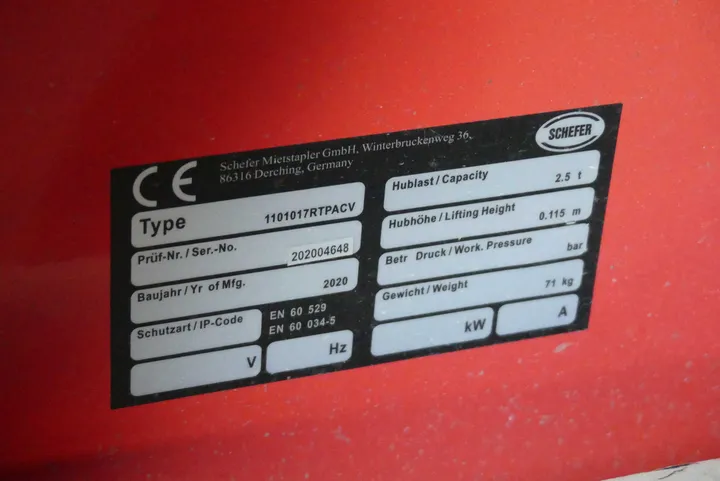 CE
Schefer Mietstapler GmbH, Winterbruckenweg 36,
86316 Derching, Germany
SCHEFER
Type 1101017RTPACV
Prüf-Nr. / Ser.-No. 202004648
Baujahr / Yr of Mfg. 2020
Schutzart / IP-Code
EN 60 529
EN 60 034-5
V
Hz
Hublast / Capacity 2.5 t
Hubhöhe / Lifting Height 0.115 m
Betr Druck / Work. Pressure bar
Gewicht / Weight 71 kg
kW
A